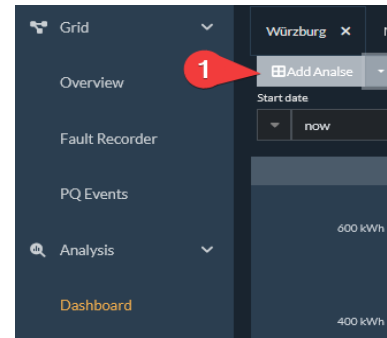 Grid
Overview
Fault Recorder
PQ Events
Analysis
Dashboard
Würzburg ×
1
Add Analse
Start date
now
600 kWh
400 kWh